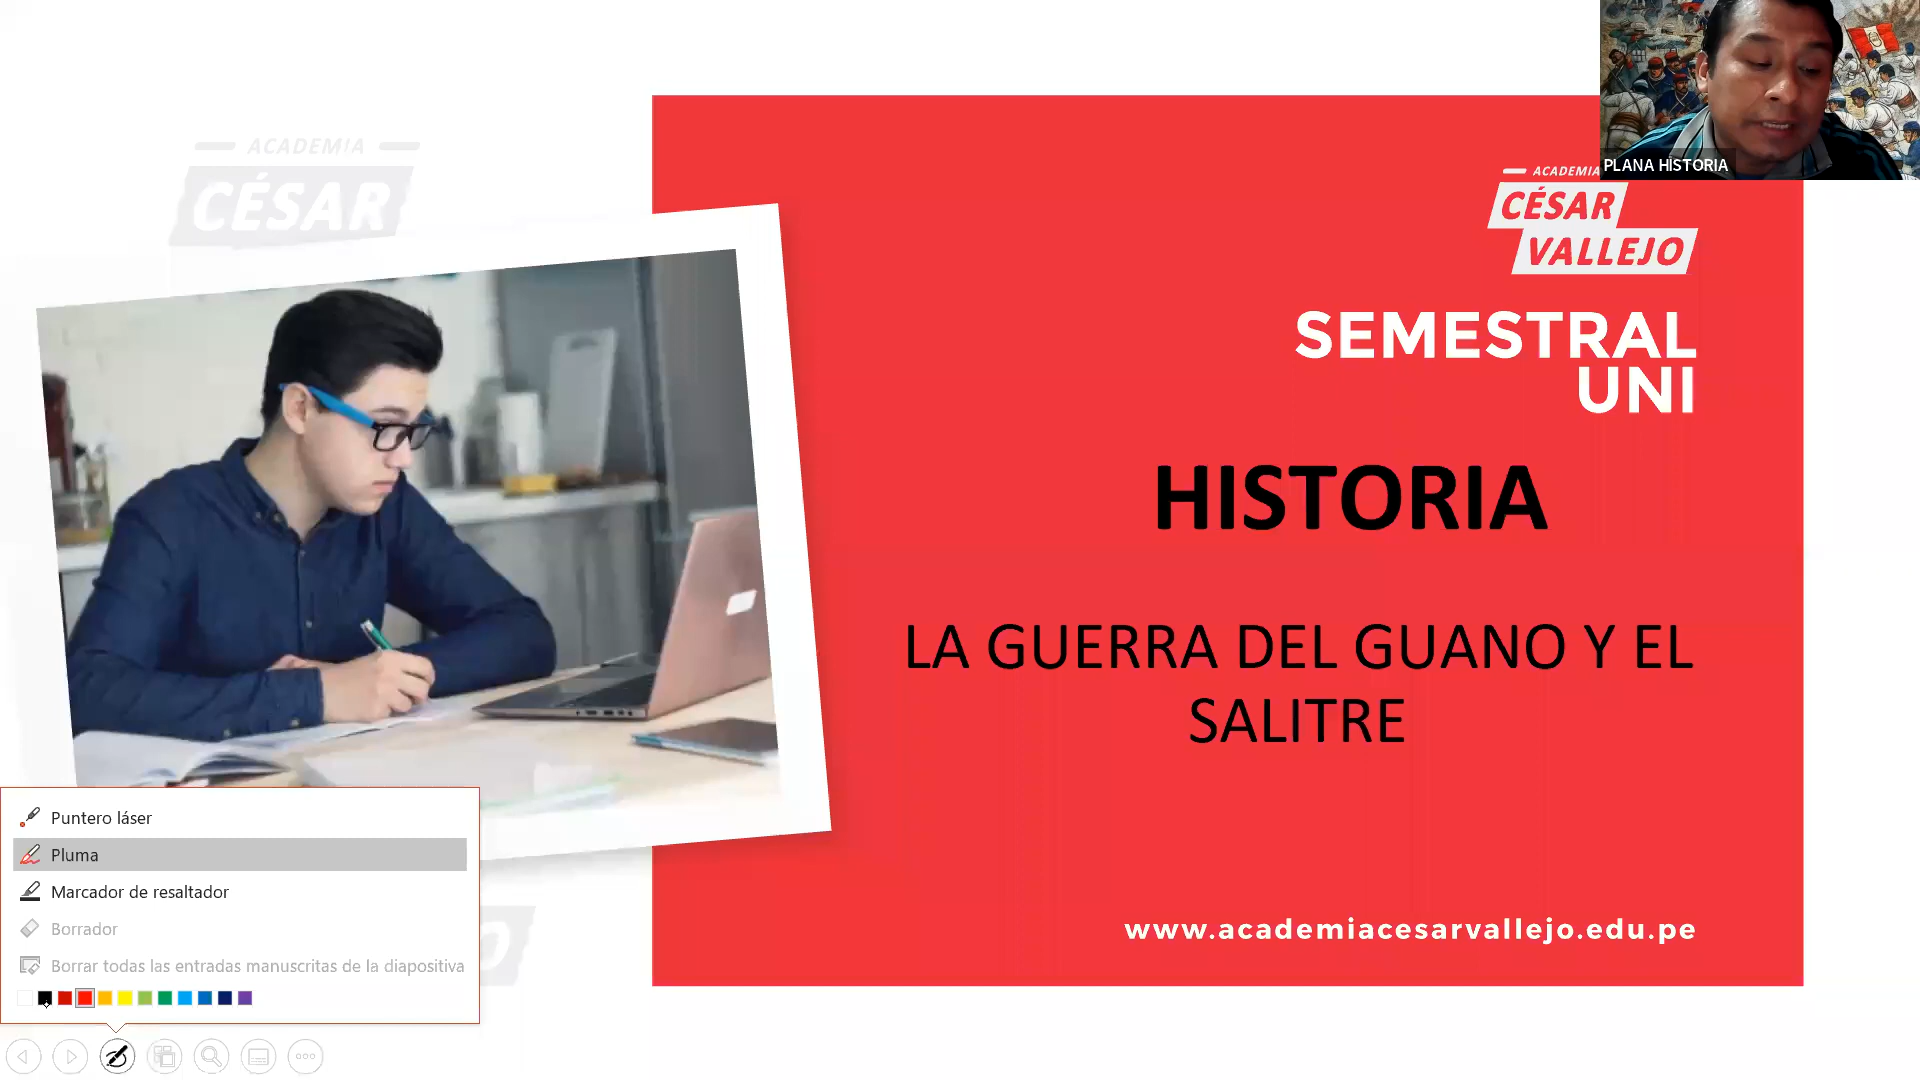 ACADEMIA
CÉSAR
PLANA HISTORIA
ACADEMIA
CÉSAR
VALLEJO
SEMESTRAL
UNI
HISTORIA
LA GUERRA DEL GUANO Y EL
SALITRE
Puntero láser
Pluma
Marcador de resaltador
Borrador
Borrar todas las entradas manuscritas de la diapositiva
O
www.academiacesarvallejo.edu.pe